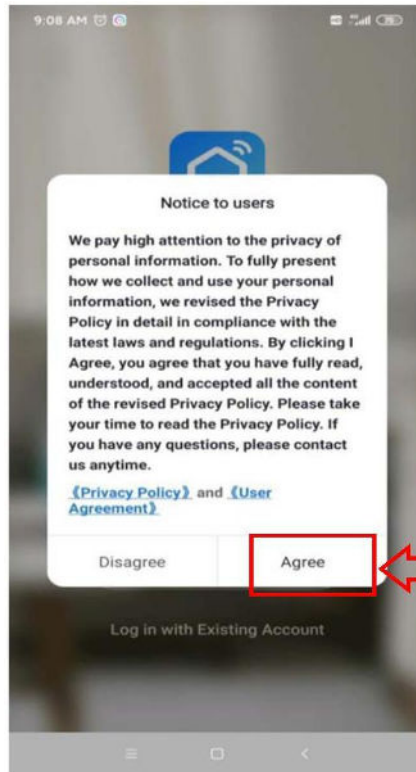 9:08 AM
Notice to users
We pay high attention to the privacy of
personal information. To fully present
how we collect and use your personal
information, we revised the Privacy
Policy in detail in compliance with the
latest laws and regulations. By clicking I
Agree, you agree that you have fully read,
understood, and accepted all the content
of the revised Privacy Policy. Please take
your time to read the Privacy Policy. If
you have any questions, please contact
us anytime.
《Privacy Policy》 and 《User
Agreement》
Disagree Agree
Log in with Existing Account